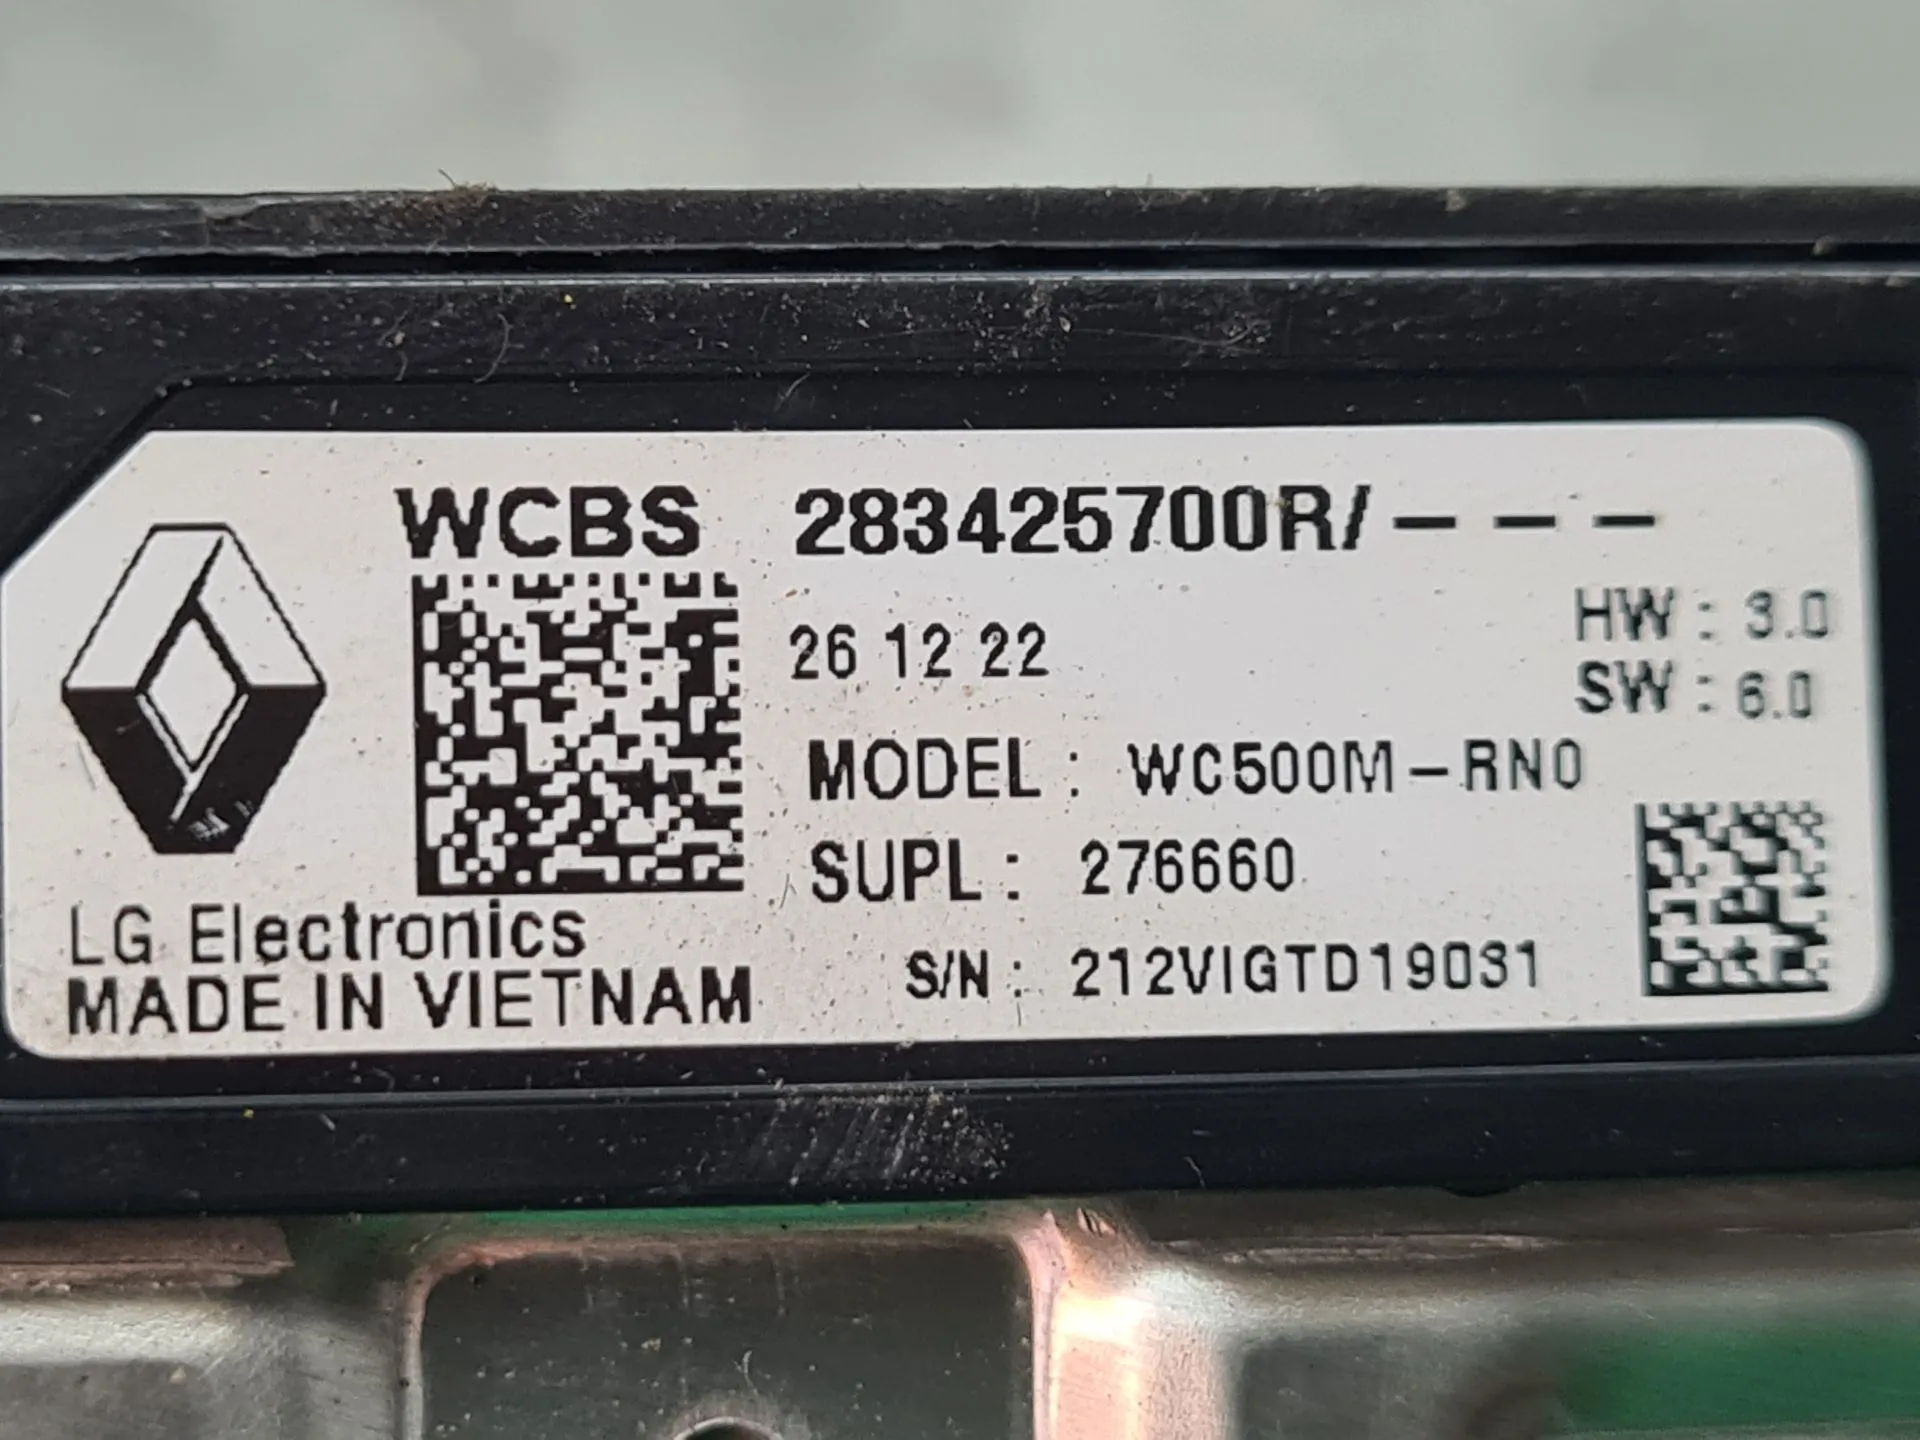 WCBS 283425700R/---
26 12 22
HW : 3.0
SW : 6.0
MODEL : WC500M-RN0
SUPL : 276660
LG Electronics
MADE IN VIETNAM
S/N : 212VIGTD19031